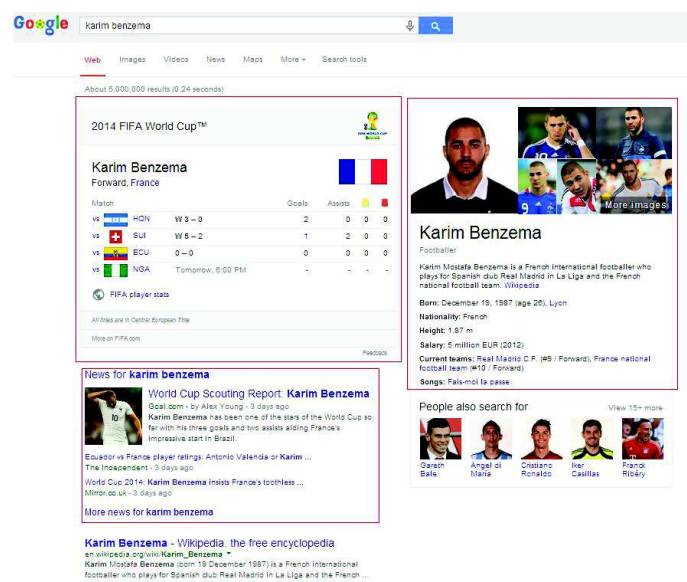 Google
karim benzema
Web Images Videos News Maps More Search tools
About 5,000,000 results (0.24 seconds)
2014 FIFA World Cup™
Karim Benzema
Forward, France
Match Goals Assists
vs HON W 3 – 0 2 0 0 0
vs SUI W 5 – 2 1 2 0 0
vs ECU 0 – 0 0 0 0 0
vs NGA Tomorrow, 6:00 PM - - - -
FIFA player stats
All times are in Central European Time
More on FIFA.com
Feedback
News for karim benzema
World Cup Scouting Report: Karim Benzema
Goal.com - by Alex Young - 3 days ago
Karim Benzema has been one of the stars of the World Cup so
far with his three goals and two assists aiding France's
impressive start in Brazil.
Ecuador vs France player ratings: Antonio Valencia or Karim ...
The Independent - 3 days ago
World Cup 2014: Karim Benzema insists France's toothless ...
Mirror.co.uk - 3 days ago
More news for karim benzema
Karim Benzema - Wikipedia, the free encyclopedia
en.wikipedia.org/wiki/Karim_Benzema
Karim Mostafa Benzema (born 19 December 1987) is a French international
footballer who plays for Spanish club Real Madrid in La Liga and the French ...
More images
Karim Benzema
Footballer
Karim Mostafa Benzema is a French international footballer who
plays for Spanish club Real Madrid in La Liga and the French
national football team. Wikipedia
Born: December 19, 1987 (age 26), Lyon
Nationality: French
Height: 1.87 m
Salary: 5 million EUR (2012)
Current teams: Real Madrid C.F. (#9 / Forward), France national
football team (#10 / Forward)
Songs: Fais-moi la passe
People also search for View 15+ more
Gareth Bale
Ángel di María
Cristiano Ronaldo
Iker Casillas
Franck Ribéry